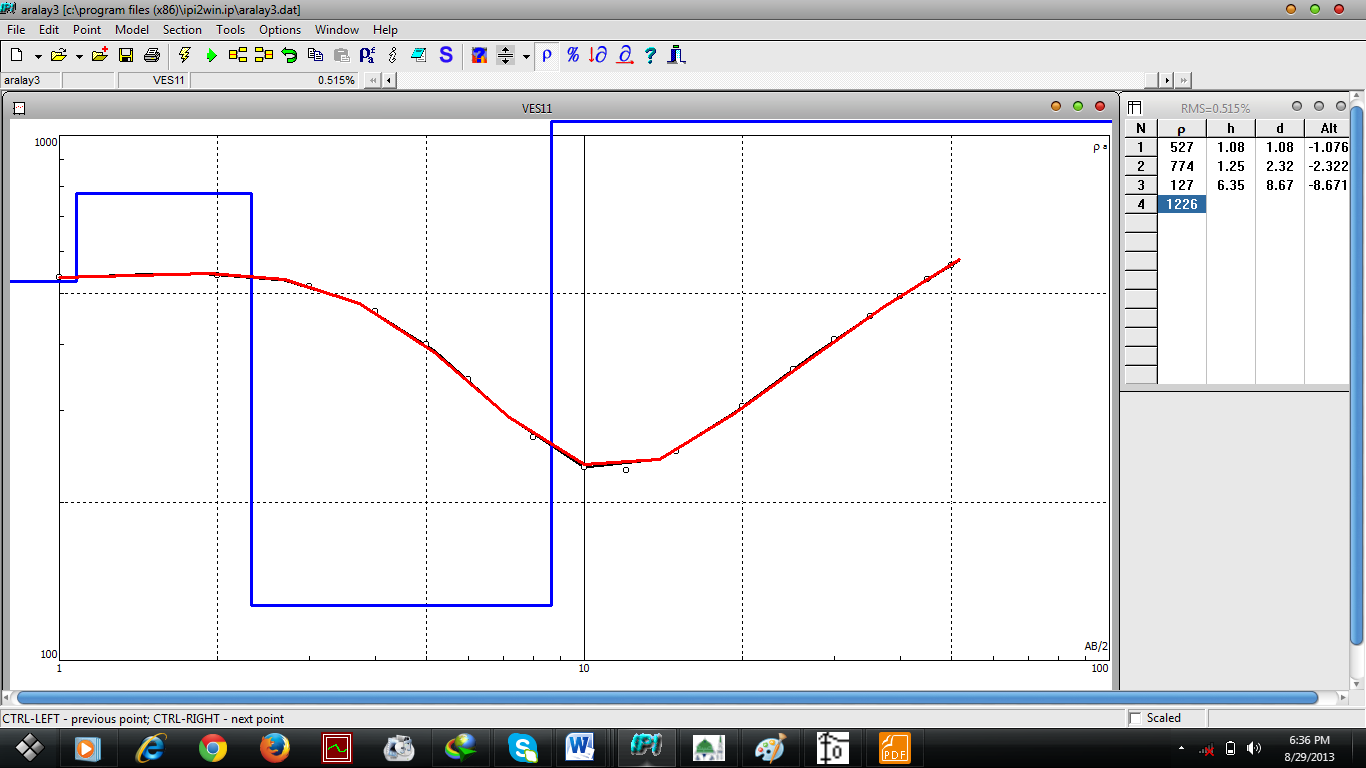 aralay3 [c:\program files (x86)\ipi2win.ip\aralay3.dat]
File Edit Point Model Section Tools Options Window Help
aralay3 VES11 0.515%
VES11
RMS=0.515%
N ρ h d Alt
1 527 1.08 1.08 -1.076
2 774 1.25 2.32 -2.322
3 127 6.35 8.67 -8.671
4 1226
1000
ρ a
AB/2
100
1 10 100
CTRL-LEFT - previous point; CTRL-RIGHT - next point
Scaled
6:36 PM
8/29/2013